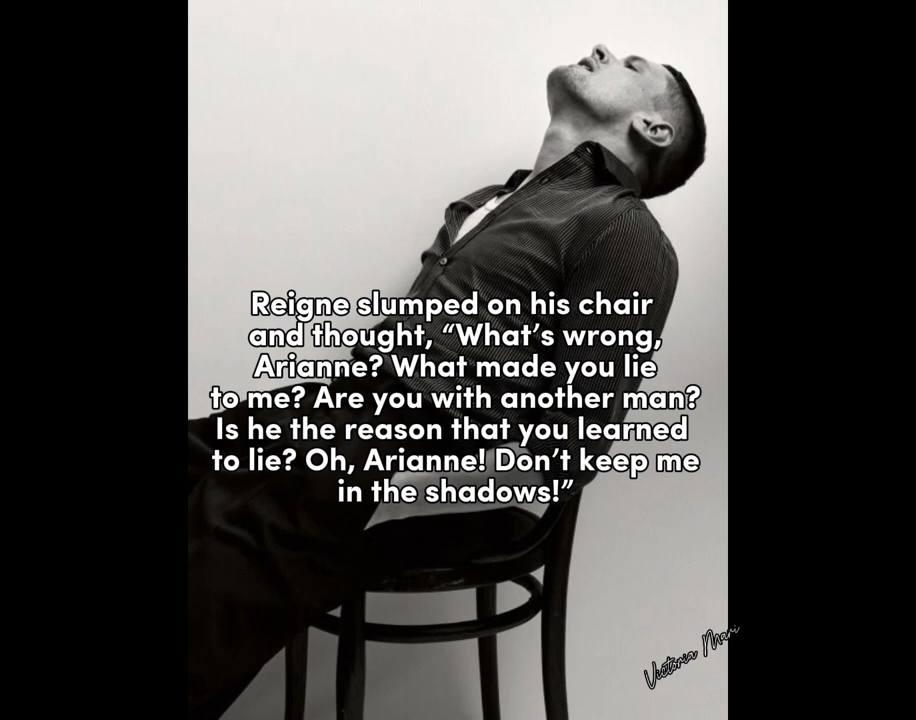 Reigne slumped on his chair
and thought, “What’s wrong,
Arianne? What made you lie
to me? Are you with another man?
Is he the reason that you learned
to lie? Oh, Arianne! Don’t keep me
in the shadows!”
Victoria Mari